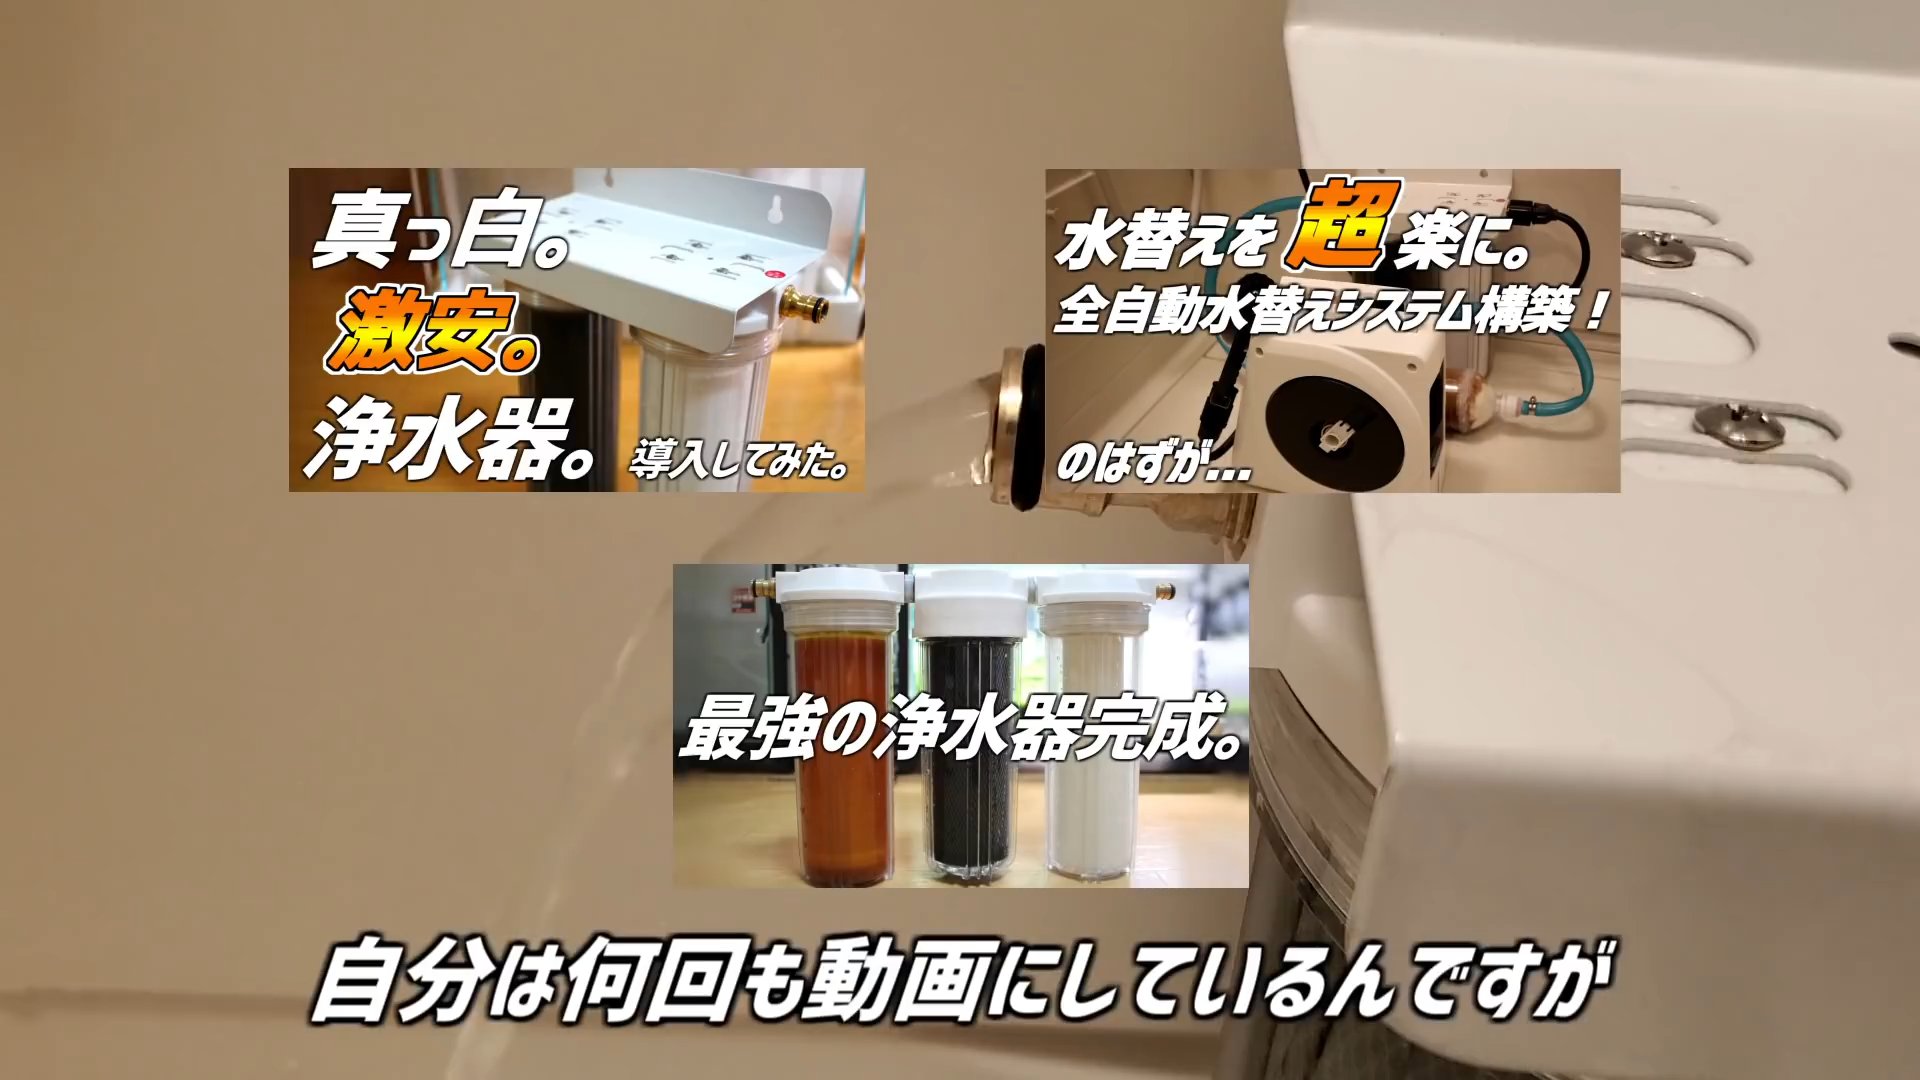 真っ白。
激安。
浄水器。
導入してみた。
水替えを超楽に。
全自動水替えシステム構築！
のはずが...
最強の浄水器完成。
自分は何回も動画にしているんですが